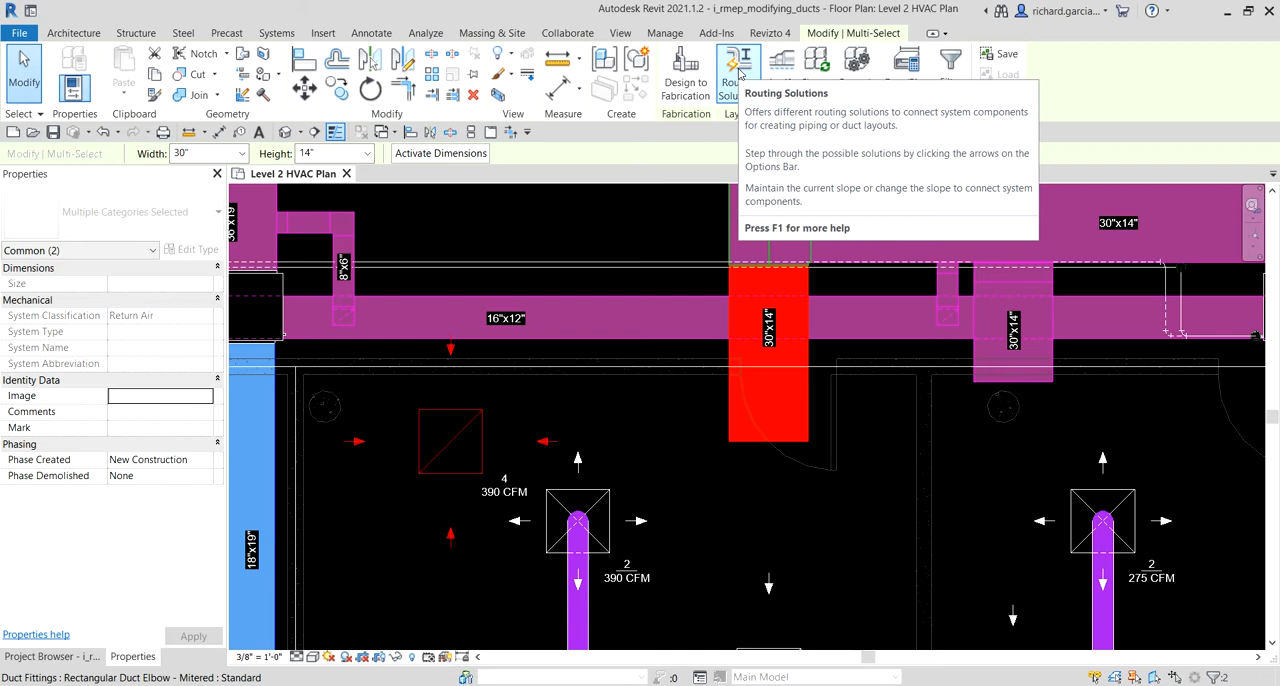 Autodesk Revit 2021.1.2 - i_rmep_modifying_ducts - Floor Plan: Level 2 HVAC Plan
richard.garcia...
File Architecture Structure Steel Precast Systems Insert Annotate Analyze Massing & Site Collaborate View Manage Add-Ins Revizto 4 Modify | Multi-Select
Modify
Paste
Notch
Cut
Join
Design to
Fabrication
Save
Load
Select Properties Clipboard Geometry Modify View Measure Create Fabrication
Routing Solutions
Offers different routing solutions to connect system components
for creating piping or duct layouts.
Step through the possible solutions by clicking the arrows on the
Options Bar.
Maintain the current slope or change the slope to connect system
components.
Press F1 for more help
Modify | Multi-Select Width: 30" Height: 14" Activate Dimensions
Properties
Level 2 HVAC Plan
Multiple Categories Selected
Common (2) Edit Type
Dimensions
Size
Mechanical
System Classification Return Air
System Type
System Name
System Abbreviation
Identity Data
Image
Comments
Mark
Phasing
Phase Created New Construction
Phase Demolished None
Properties help Apply
Project Browser - i_r... Properties
36"x19"
8"x6"
30"x14"
16"x12"
30"x14"
30"x14"
4
390 CFM
18"x19"
2
390 CFM
2
275 CFM
3/8" = 1'-0"
Duct Fittings : Rectangular Duct Elbow - Mitered : Standard
:0
Main Model
:2